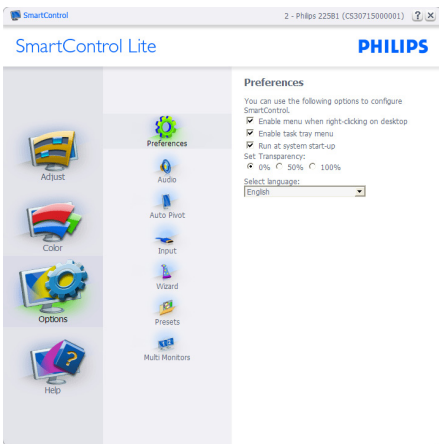 SmartControl
2 - Philips 225B1 (CS30715000001)
SmartControl Lite
PHILIPS
Adjust
Color
Options
Help
Preferences
Audio
Auto Pivot
Input
Wizard
Presets
Multi Monitors
Preferences
You can use the following options to configure
SmartControl.
Enable menu when right-clicking on desktop
Enable task tray menu
Run at system start-up
Set Transparency:
0% 50% 100%
Select language:
English